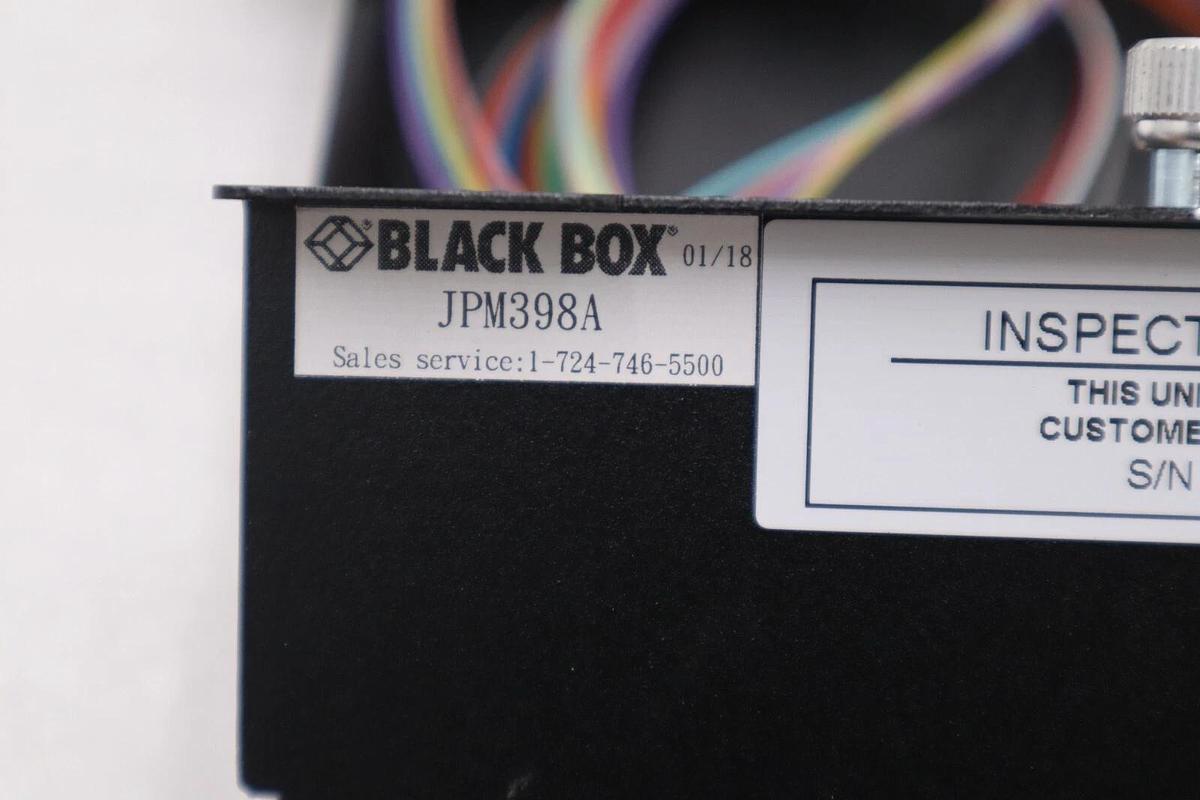 BLACK BOX® 01/18
JPM398A
Sales service:1-724-746-5500
INSPECT
THIS UNI
CUSTOME
S/N